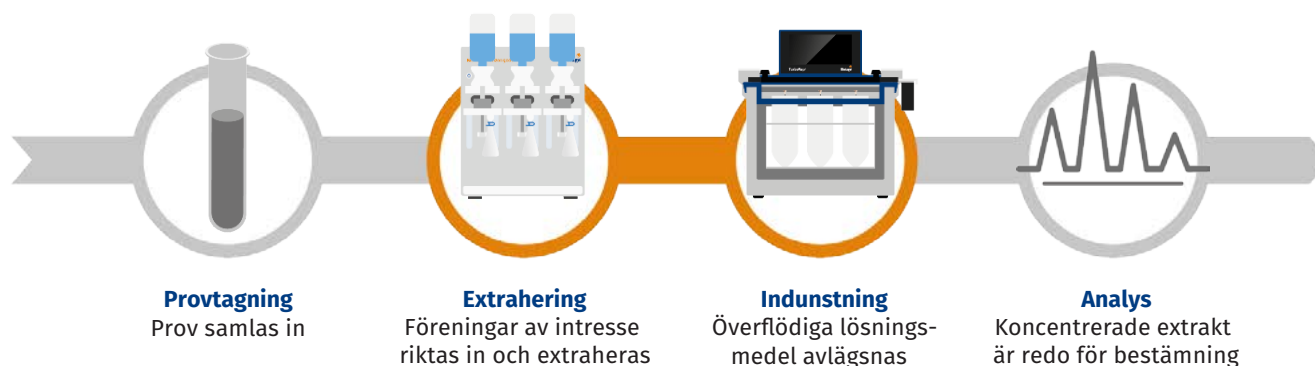 Provtagning
Prov samlas in
Extrahering
Föreningar av intresse
riktas in och extraheras
Indunstning
Överflödiga lösnings-
medel avlägsnas
Analys
Koncentrerade extrakt
är redo för bestämning